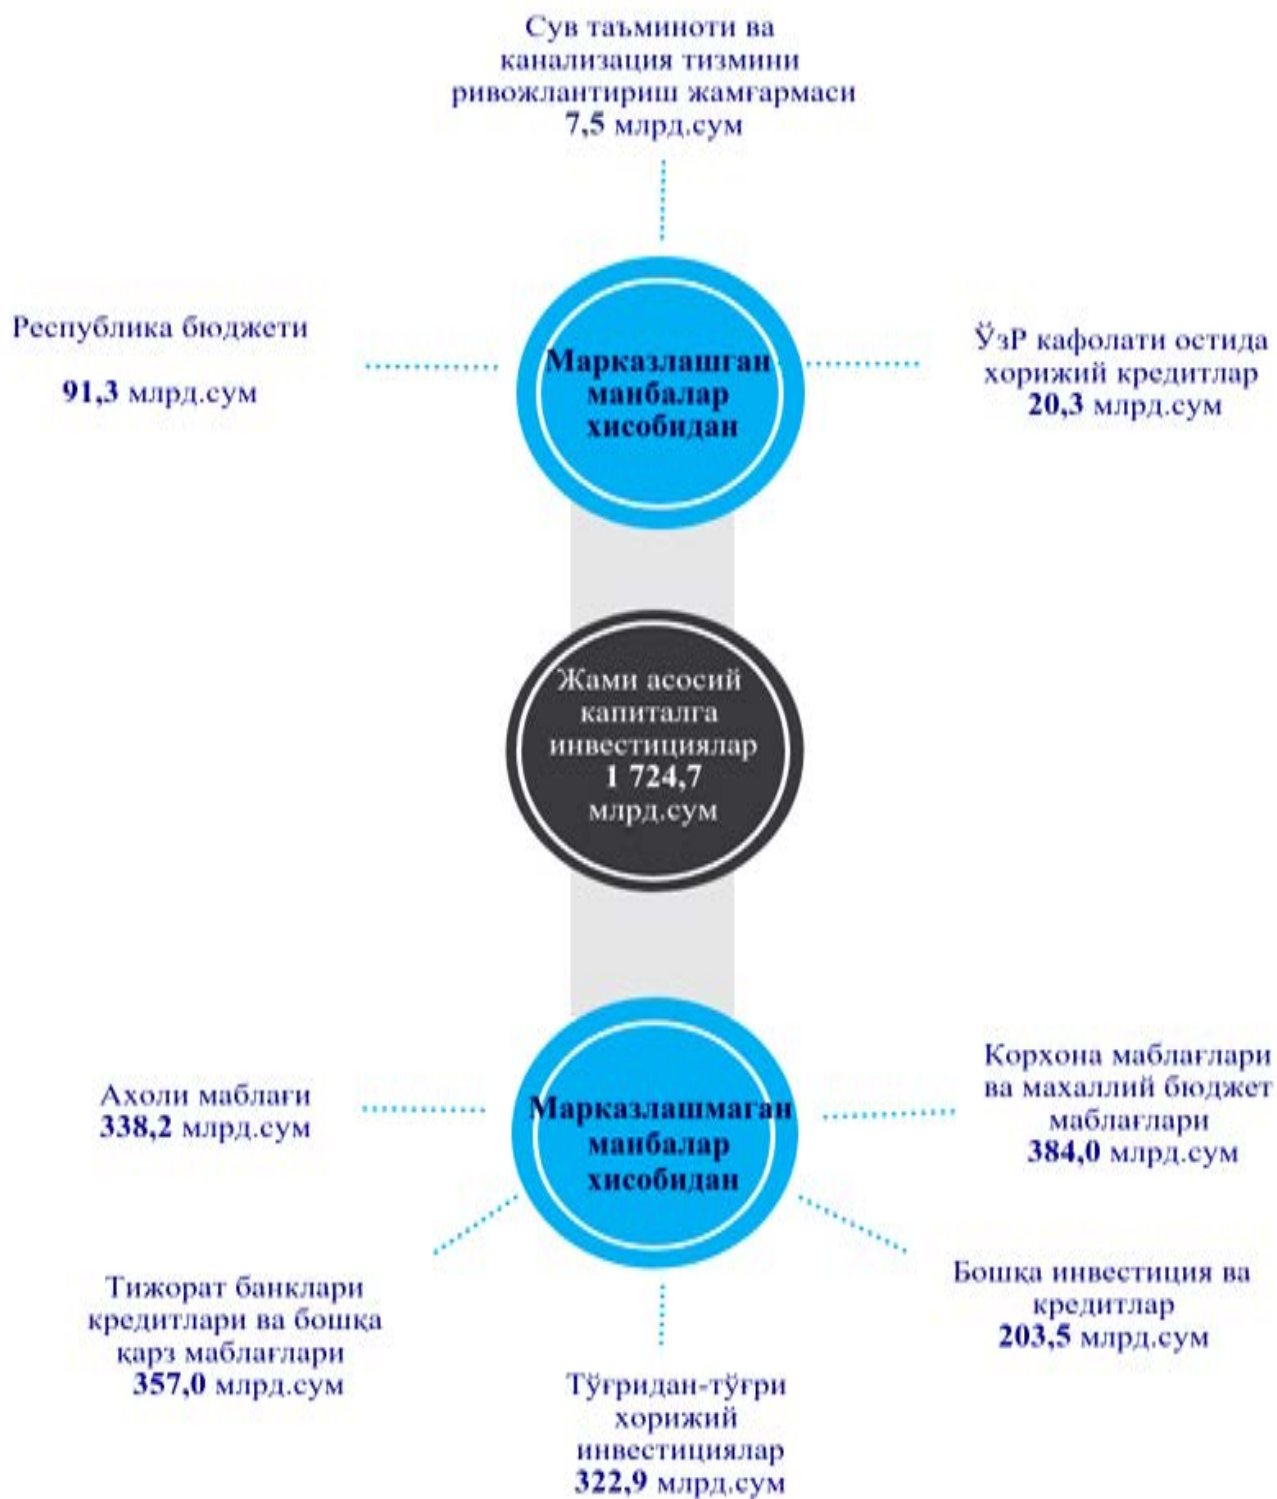 Сув таъминоти ва
канализация тизмини
ривожлантириш жамғармаси
7,5 млрд.сум
Республика бюджети
91,3 млрд.сум
Марказлашган
манбалар
хисобидан
ЎзР кафолати остида
хорижий кредитлар
20,3 млрд.сум
Жами асосий
капиталга
инвестициялар
1 724,7
млрд.сум
Ахоли маблағи
338,2 млрд.сум
Марказлашмаган
манбалар
хисобидан
Корхона маблағлари
ва махаллий бюджет
маблағлари
384,0 млрд.сум
Тижорат банклари
кредитлари ва бошқа
қарз маблағлари
357,0 млрд.сум
Тўғридан-тўғри
хорижий
инвестициялар
322,9 млрд.сум
Бошқа инвестиция ва
кредитлар
203,5 млрд.сум